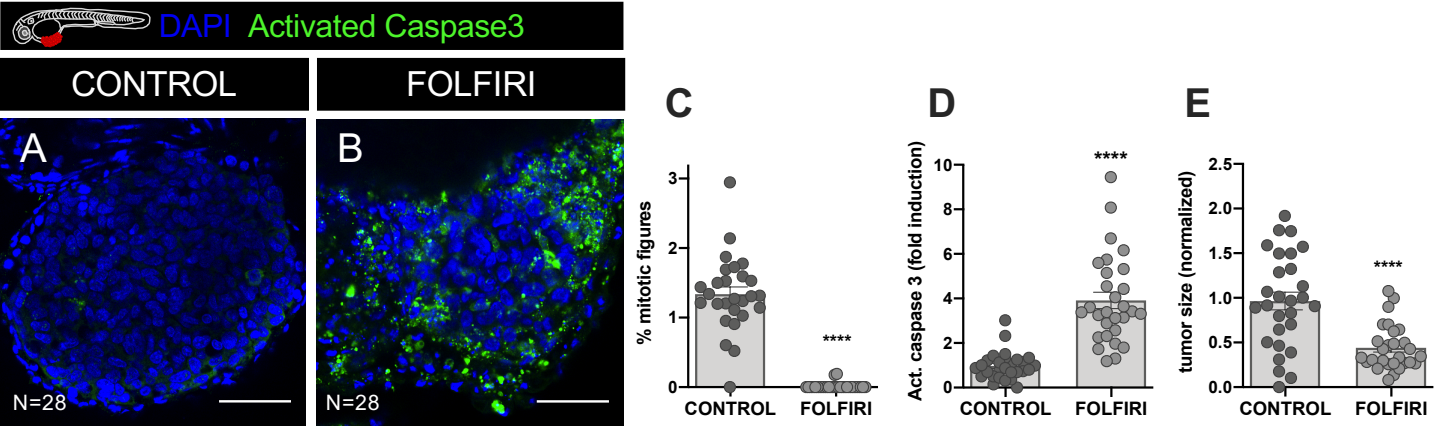 DAPI Activated Caspase3
CONTROL
FOLFIRI
A
N=28
B
N=28
C
% mitotic figures
3
2
1
0
****
CONTROL
FOLFIRI
D
Act. caspase 3 (fold induction)
10
8
6
4
2
0
****
CONTROL
FOLFIRI
E
tumor size (normalized)
2.5
2.0
1.5
1.0
0.5
0.0
****
CONTROL
FOLFIRI